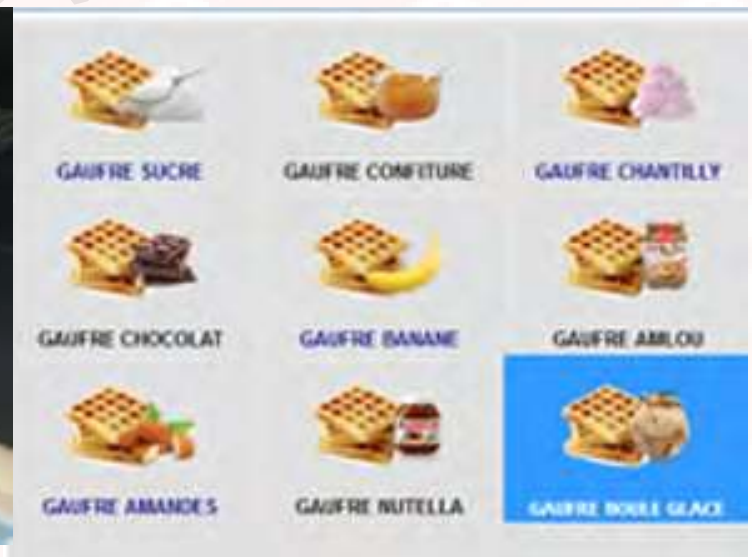 GAUFRE SUCRE
GAUFRE CONFITURE
GAUFRE CHANTILLY
GAUFRE CHOCOLAT
GAUFRE BANANE
GAUFRE AMLOU
GAUFRE AMANDES
GAUFRE NUTELLA
GAUFRE BOULE GLACE